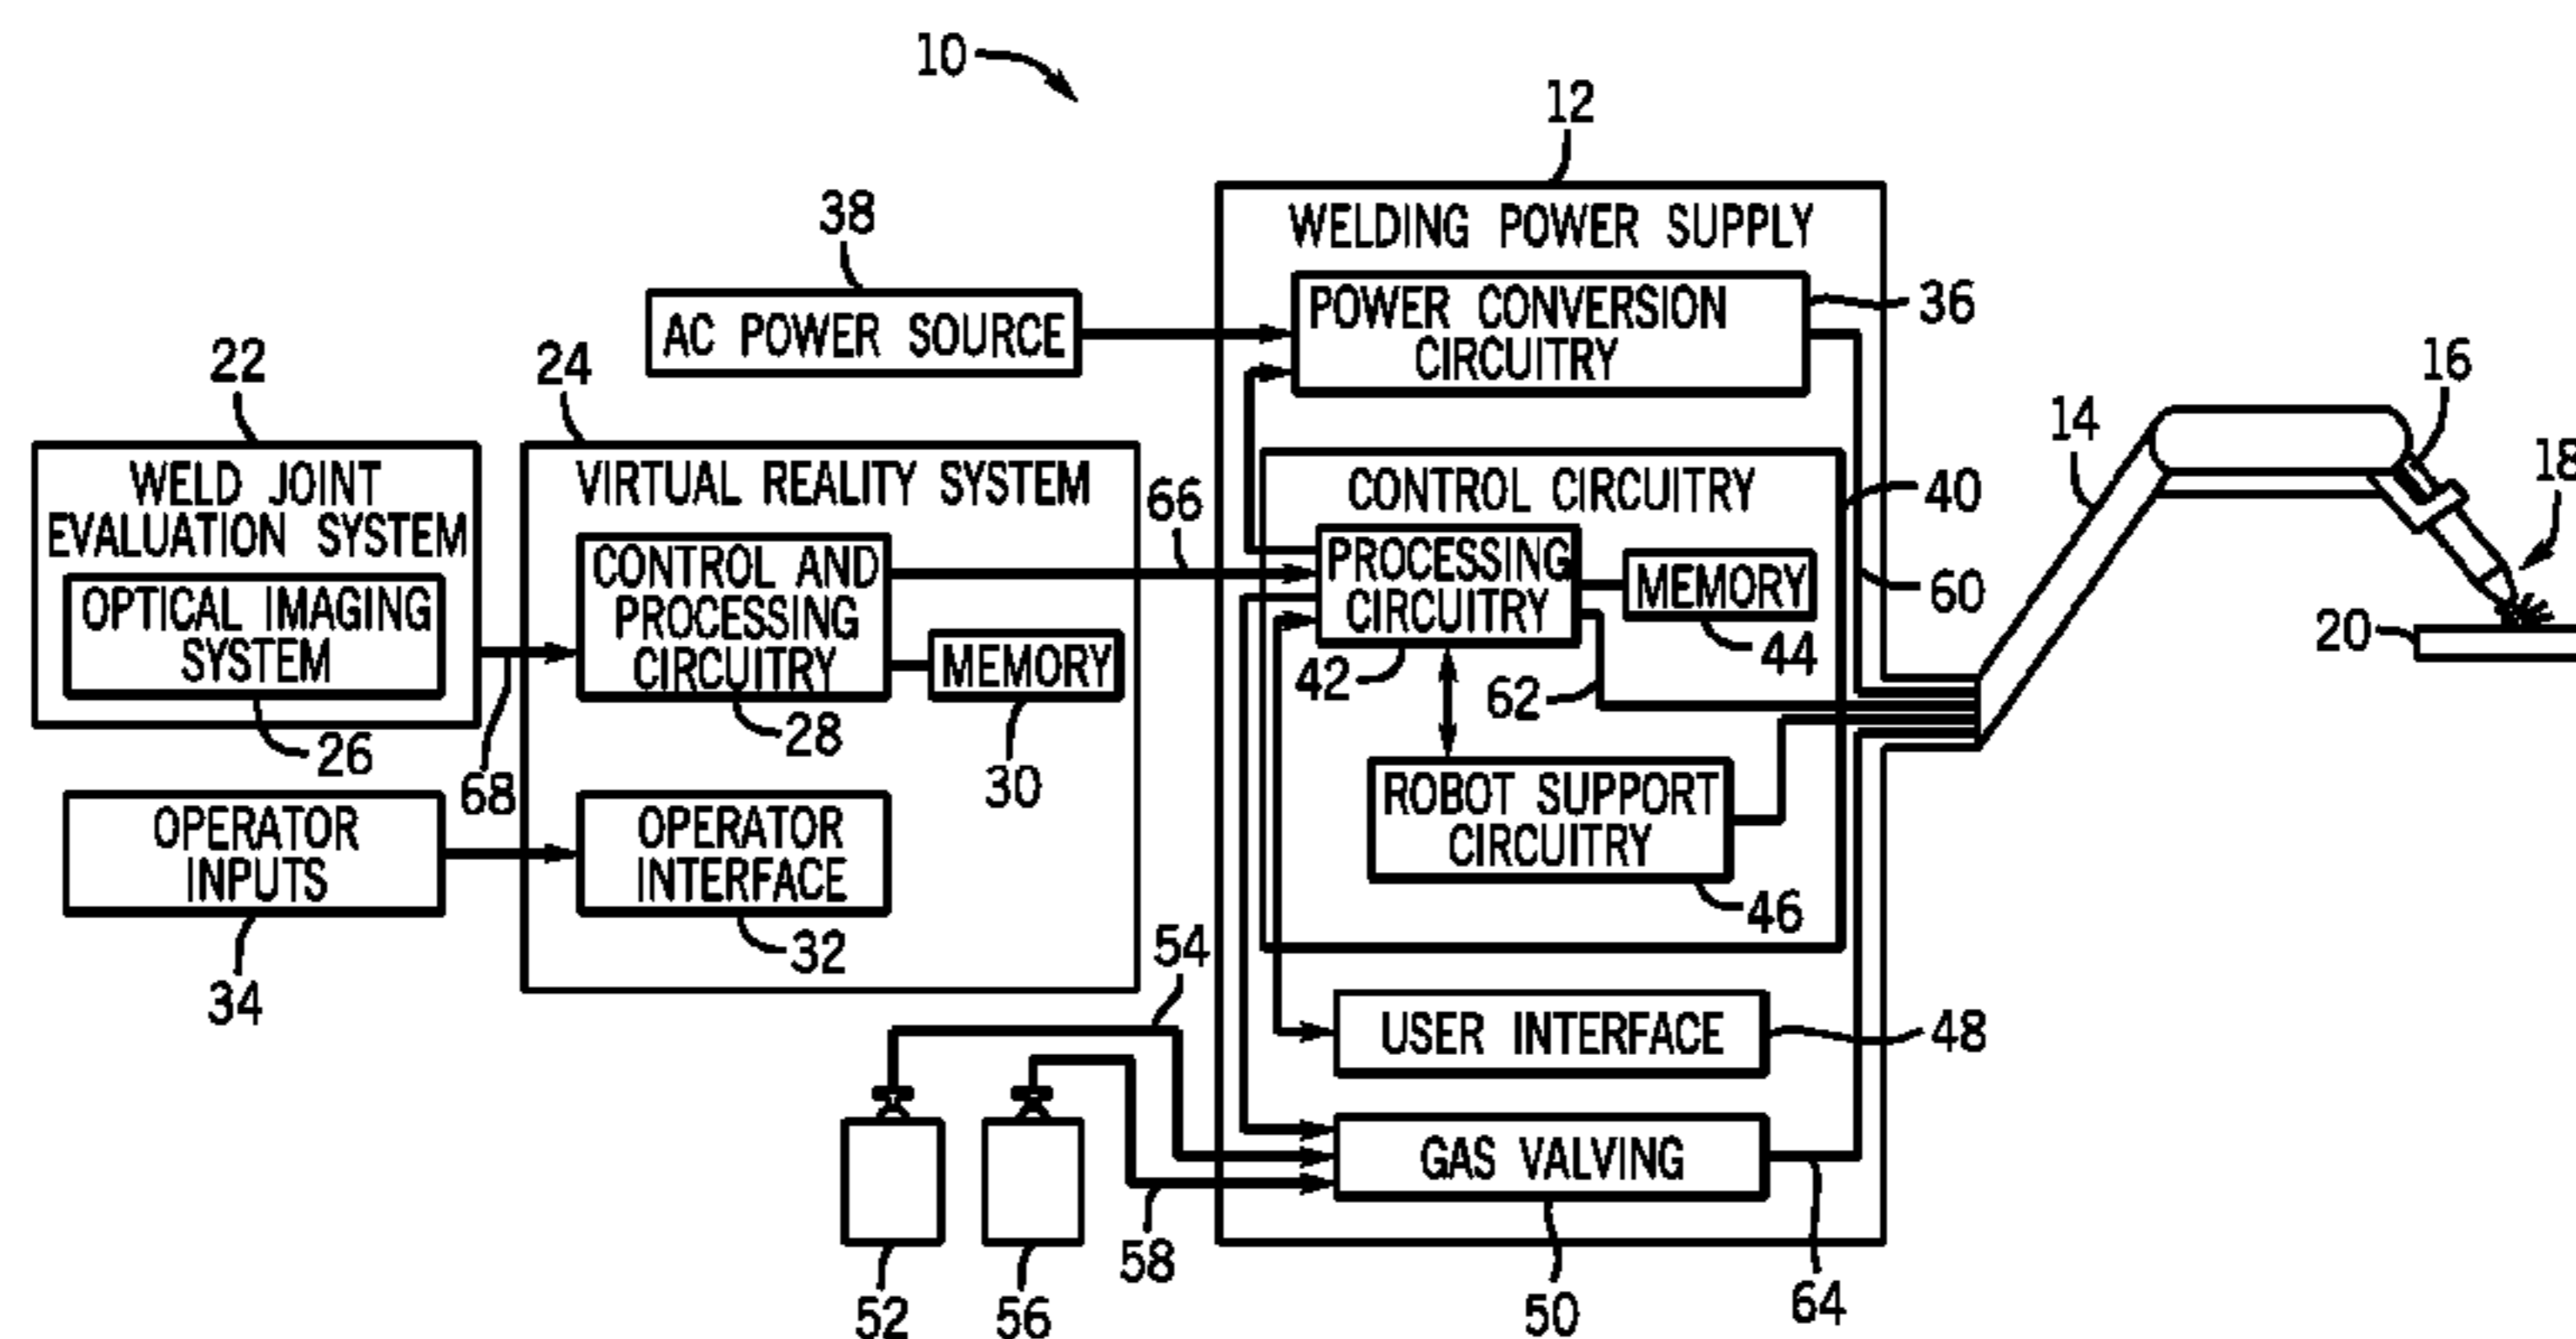 10
12
38
WELDING POWER SUPPLY
36
AC POWER SOURCE
POWER CONVERSION
CIRCUITRY
22
24
16
14
18
WELD JOINT
EVALUATION SYSTEM
OPTICAL IMAGING
SYSTEM
26
68
VIRTUAL REALITY SYSTEM
66
CONTROL AND
PROCESSING
CIRCUITRY
28
MEMORY
30
CONTROL CIRCUITRY
40
PROCESSING
CIRCUITRY
42
MEMORY
44
60
62
20
OPERATOR
INPUTS
34
OPERATOR
INTERFACE
32
ROBOT SUPPORT
CIRCUITRY
46
54
USER INTERFACE
48
GAS VALVING
58
52
56
50
64